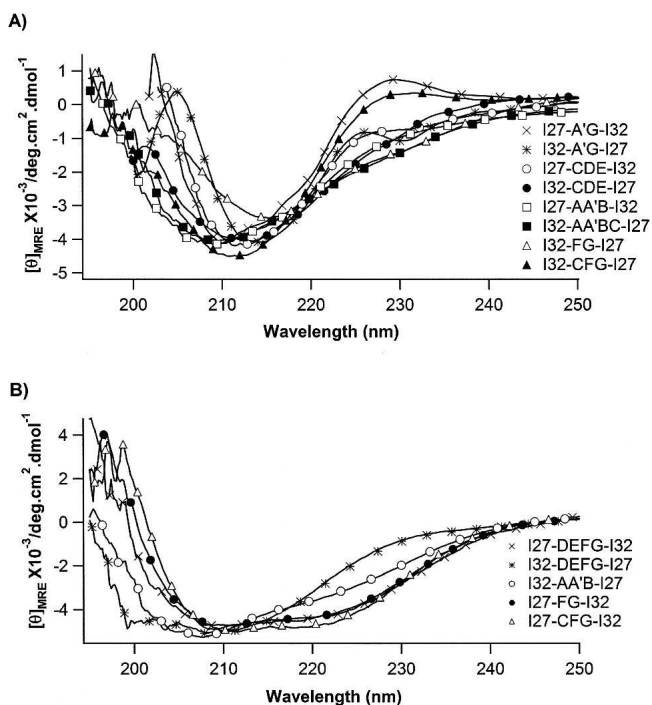 A)
1
0
-1
-2
-3
-4
-5
[θ]MRE X10-3/deg.cm2.dmol-1
200
210
220
230
240
250
Wavelength (nm)
I27-A'G-I32
I32-A'G-I27
I27-CDE-I32
I32-CDE-I27
I27-AA'B-I32
I32-AA'BC-I27
I32-FG-I27
I32-CFG-I27
B)
4
2
0
-2
-4
[θ]MRE X10-3/deg.cm2.dmol-1
200
210
220
230
240
250
Wavelength (nm)
I27-DEFG-I32
I32-DEFG-I27
I32-AA'B-I27
I27-FG-I32
I27-CFG-I32